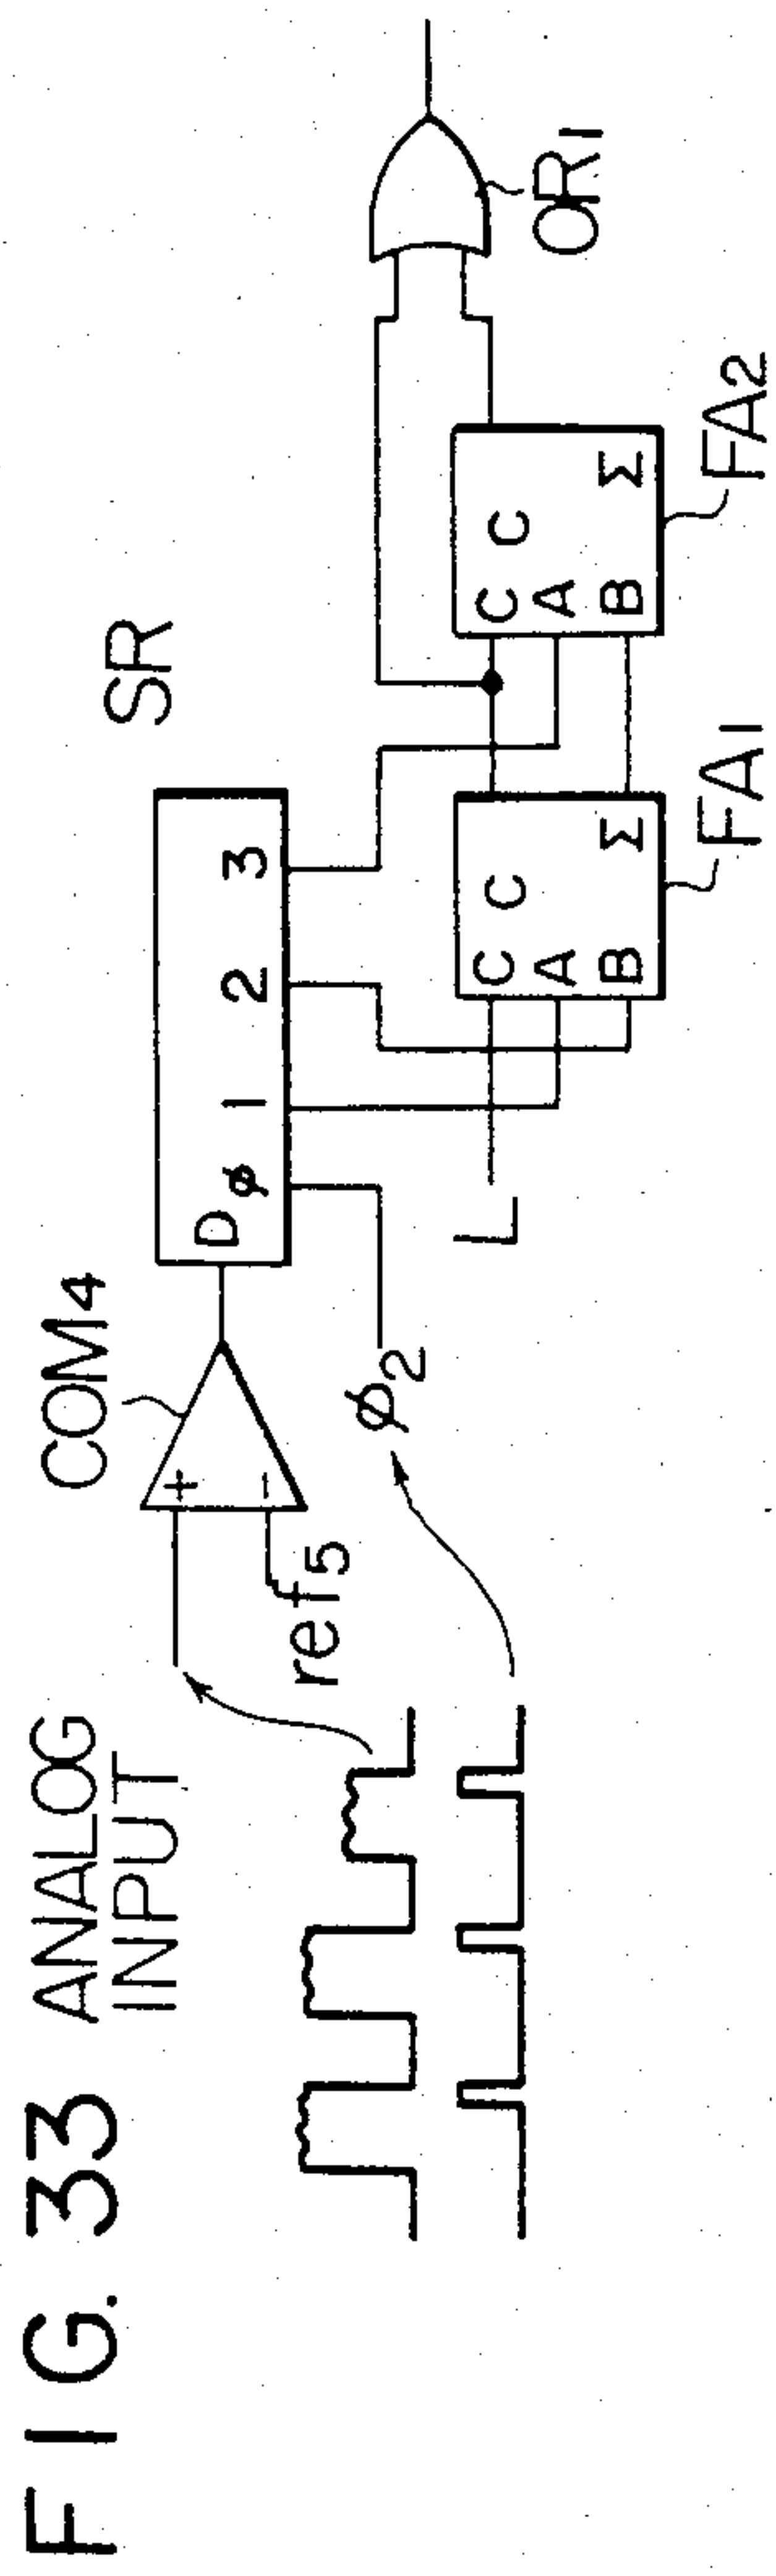 FIG. 33
ANALOG
INPUT
COM4
+
−
ref5
ϕ2
SR
D
ϕ
1
2
3
L
C
A
B
C
Σ
FA1
C
A
B
C
Σ
FA2
OR1